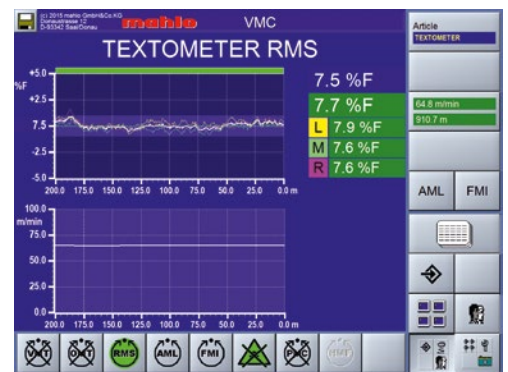 (c) 2015 mahlo GmbH&Co.KG
Donaustrasse 12
D-93342 Saal/Donau
mahlo
VMC
Article
TEXTOMETER
TEXTOMETER RMS
%F
+5.0
+2.5
7.5
-2.5
-5.0
200.0 175.0 150.0 125.0 100.0 75.0 50.0 25.0 0.0 m
7.5 %F
7.7 %F
L 7.9 %F
M 7.6 %F
R 7.6 %F
64.8 m/min
910.7 m
AML FMI
100.0
m/min
75.0
50.0
25.0
0.0
200.0 175.0 150.0 125.0 100.0 75.0 50.0 25.0 0.0 m
VMT OMT RMS AML FMI PMC HMF